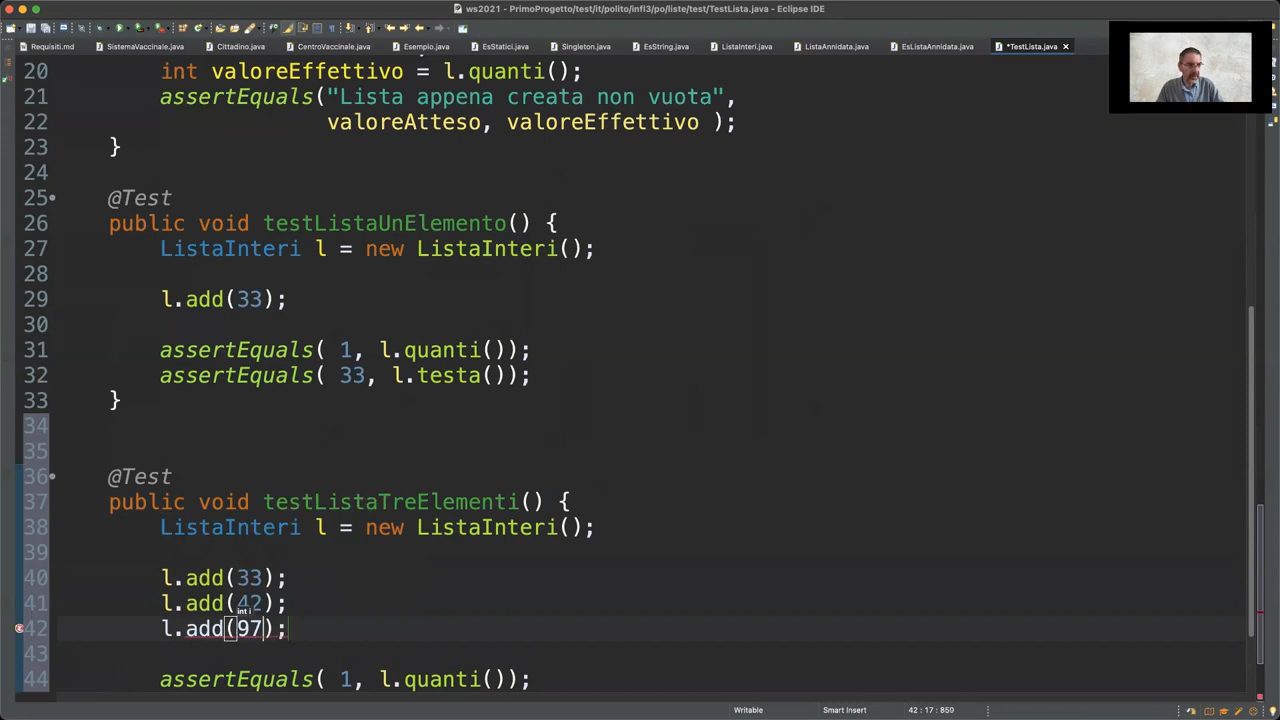 ws2021 - PrimoProgetto/test/it/polito/infl3/po/liste/test/TestLista.java - Eclipse IDE
Requisiti.md SistemaVaccinale.java Cittadino.java CentroVaccinale.java Esempio.java EsStatici.java Singleton.java EsString.java ListaInteri.java ListaAnnidata.java EsListaAnnidata.java *TestLista.java
20 int valoreEffettivo = l.quanti();
21 assertEquals("Lista appena creata non vuota",
22 valoreAtteso, valoreEffettivo );
23 }
24
25 @Test
26 public void testListaUnElemento() {
27 ListaInteri l = new ListaInteri();
28
29 l.add(33);
30
31 assertEquals( 1, l.quanti());
32 assertEquals( 33, l.testa());
33 }
34
35
36 @Test
37 public void testListaTreElementi() {
38 ListaInteri l = new ListaInteri();
39
40 l.add(33);
41 l.add(42);
int i
42 l.add(97);
43
44 assertEquals( 1, l.quanti());
Writable Smart Insert 42 : 17 : 850